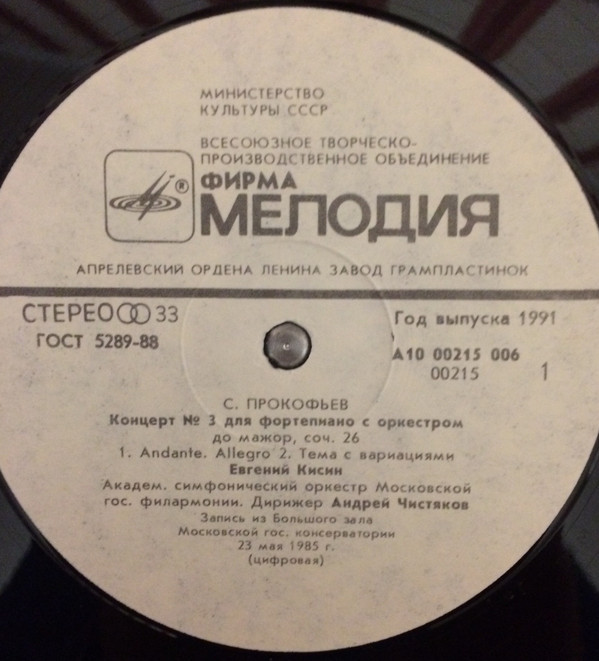 МИНИСТЕРСТВО
КУЛЬТУРЫ СССР
ВСЕСОЮЗНОЕ ТВОРЧЕСКО-
ПРОИЗВОДСТВЕННОЕ ОБЪЕДИНЕНИЕ
®
ФИРМА
МЕЛОДИЯ
АПРЕЛЕВСКИЙ ОРДЕНА ЛЕНИНА ЗАВОД ГРАМПЛАСТИНОК
СТЕРЕО 33
Год выпуска 1991
ГОСТ 5289-88
А10 00215 006
00215 1
С. ПРОКОФЬЕВ
Концерт № 3 для фортепиано с оркестром
до мажор, соч. 26
1. Andante. Allegro 2. Тема с вариациями
Евгений Кисин
Академ. симфонический оркестр Московской
гос. филармонии. Дирижер Андрей Чистяков
Запись из Большого зала
Московской гос. консерватории
23 мая 1985 г.
(цифровая)